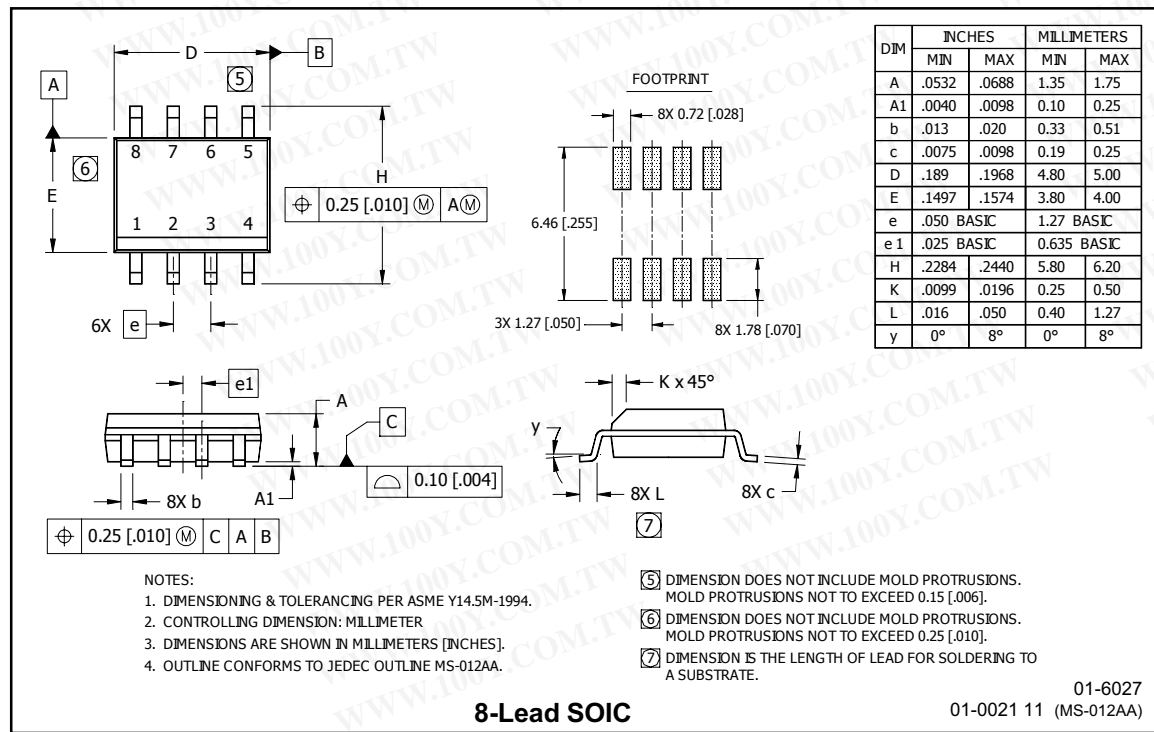 D
B
5
A
8 7 6 5
6
E
H
1 2 3 4
⌖ 0.25 [.010] Ⓜ A Ⓜ
6X e
FOOTPRINT
8X 0.72 [.028]
6.46 [.255]
3X 1.27 [.050]
8X 1.78 [.070]
DIM INCHES MILLIMETERS
MIN MAX MIN MAX
A .0532 .0688 1.35 1.75
A1 .0040 .0098 0.10 0.25
b .013 .020 0.33 0.51
c .0075 .0098 0.19 0.25
D .189 .1968 4.80 5.00
E .1497 .1574 3.80 4.00
e .050 BASIC 1.27 BASIC
e 1 .025 BASIC 0.635 BASIC
H .2284 .2440 5.80 6.20
K .0099 .0196 0.25 0.50
L .016 .050 0.40 1.27
y 0° 8° 0° 8°
e1
A
C
0.10 [.004]
A1
8X b
⌖ 0.25 [.010] Ⓜ C A B
K x 45°
y
8X L
8X c
7
NOTES:
1. DIMENSIONING & TOLERANCING PER ASME Y14.5M-1994.
2. CONTROLLING DIMENSION: MILLIMETER
3. DIMENSIONS ARE SHOWN IN MILLIMETERS [INCHES].
4. OUTLINE CONFORMS TO JEDEC OUTLINE MS-012AA.
5 DIMENSION DOES NOT INCLUDE MOLD PROTRUSIONS.
MOLD PROTRUSIONS NOT TO EXCEED 0.15 [.006].
6 DIMENSION DOES NOT INCLUDE MOLD PROTRUSIONS.
MOLD PROTRUSIONS NOT TO EXCEED 0.25 [.010].
7 DIMENSION IS THE LENGTH OF LEAD FOR SOLDERING TO
A SUBSTRATE.
8-Lead SOIC
01-6027
01-0021 11 (MS-012AA)
WWW.100Y.COM.TW